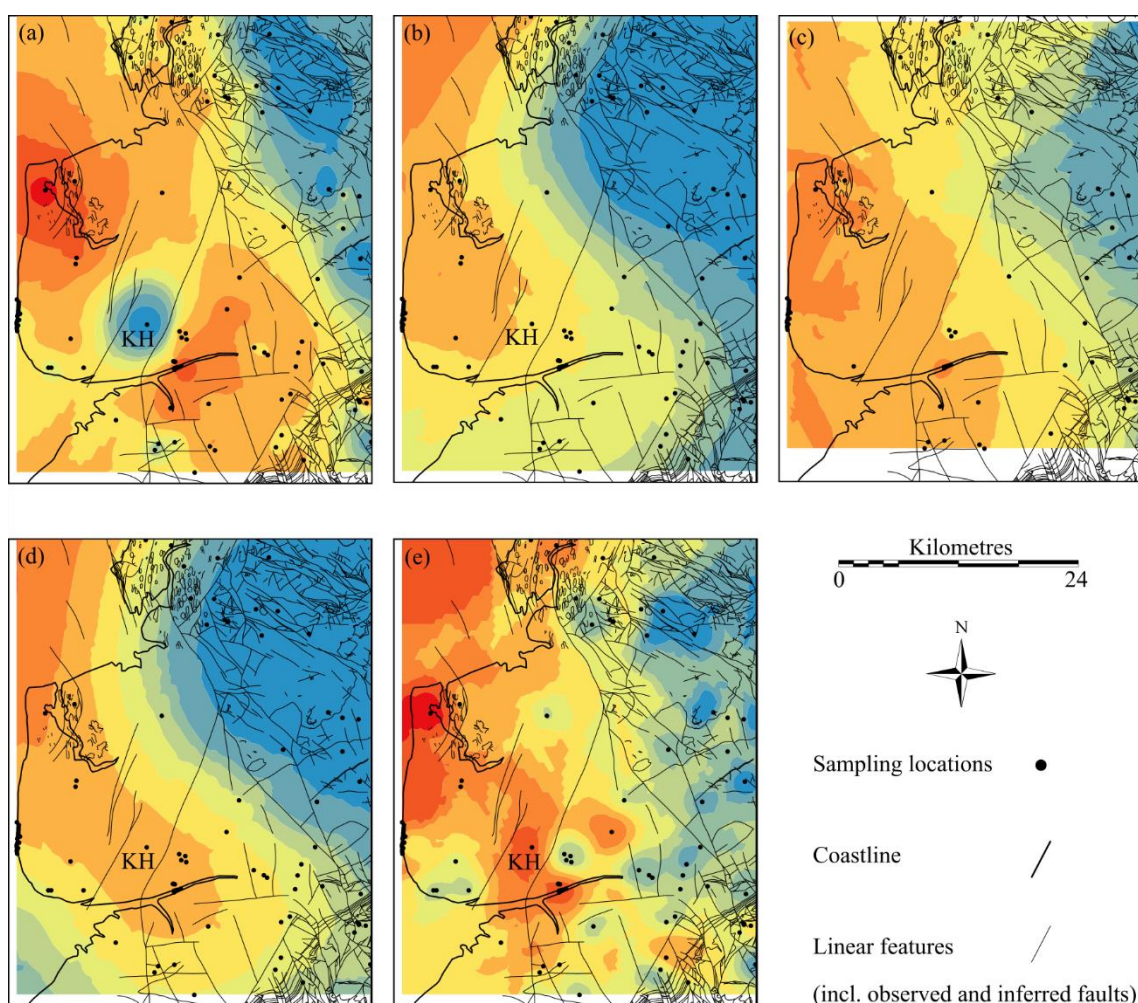 (a)
(b)
(c)
KH
KH
(d)
(e)
Kilometres
0 24
N
KH
KH
Sampling locations
Coastline
Linear features
(incl. observed and inferred faults)